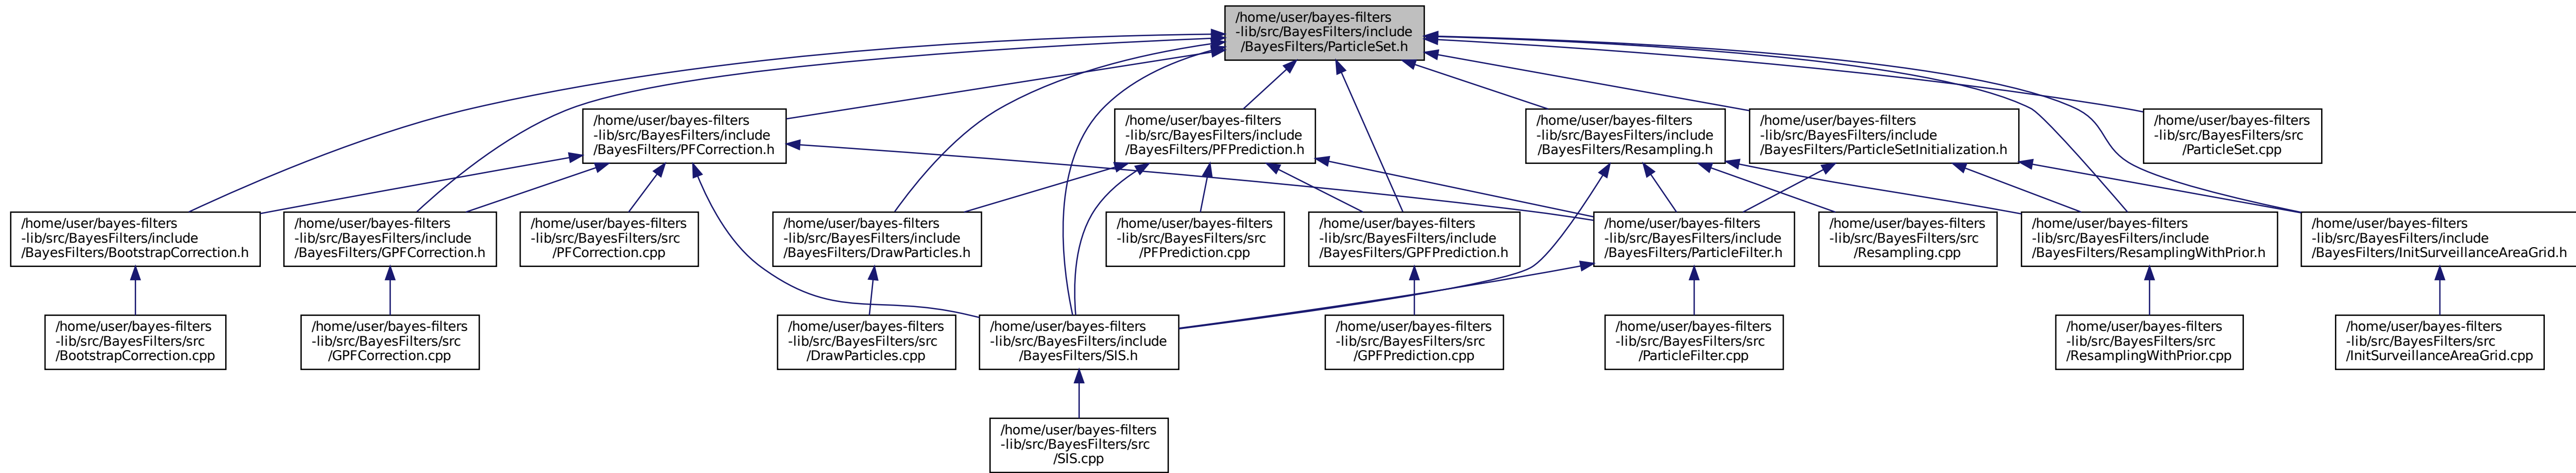 /home/user/bayes-filters
-lib/src/BayesFilters/include
/BayesFilters/ParticleSet.h
/home/user/bayes-filters
-lib/src/BayesFilters/include
/BayesFilters/PFCorrection.h
/home/user/bayes-filters
-lib/src/BayesFilters/include
/BayesFilters/PFPrediction.h
/home/user/bayes-filters
-lib/src/BayesFilters/include
/BayesFilters/Resampling.h
/home/user/bayes-filters
-lib/src/BayesFilters/include
/BayesFilters/ParticleSetInitialization.h
/home/user/bayes-filters
-lib/src/BayesFilters/src
/ParticleSet.cpp
/home/user/bayes-filters
-lib/src/BayesFilters/include
/BayesFilters/BootstrapCorrection.h
/home/user/bayes-filters
-lib/src/BayesFilters/include
/BayesFilters/GPFCorrection.h
/home/user/bayes-filters
-lib/src/BayesFilters/src
/PFCorrection.cpp
/home/user/bayes-filters
-lib/src/BayesFilters/include
/BayesFilters/DrawParticles.h
/home/user/bayes-filters
-lib/src/BayesFilters/src
/PFPrediction.cpp
/home/user/bayes-filters
-lib/src/BayesFilters/include
/BayesFilters/GPFPrediction.h
/home/user/bayes-filters
-lib/src/BayesFilters/include
/BayesFilters/ParticleFilter.h
/home/user/bayes-filters
-lib/src/BayesFilters/src
/Resampling.cpp
/home/user/bayes-filters
-lib/src/BayesFilters/include
/BayesFilters/ResamplingWithPrior.h
/home/user/bayes-filters
-lib/src/BayesFilters/include
/BayesFilters/InitSurveillanceAreaGrid.h
/home/user/bayes-filters
-lib/src/BayesFilters/src
/BootstrapCorrection.cpp
/home/user/bayes-filters
-lib/src/BayesFilters/src
/GPFCorrection.cpp
/home/user/bayes-filters
-lib/src/BayesFilters/src
/DrawParticles.cpp
/home/user/bayes-filters
-lib/src/BayesFilters/include
/BayesFilters/SIS.h
/home/user/bayes-filters
-lib/src/BayesFilters/src
/GPFPrediction.cpp
/home/user/bayes-filters
-lib/src/BayesFilters/src
/ParticleFilter.cpp
/home/user/bayes-filters
-lib/src/BayesFilters/src
/ResamplingWithPrior.cpp
/home/user/bayes-filters
-lib/src/BayesFilters/src
/InitSurveillanceAreaGrid.cpp
/home/user/bayes-filters
-lib/src/BayesFilters/src
/SIS.cpp